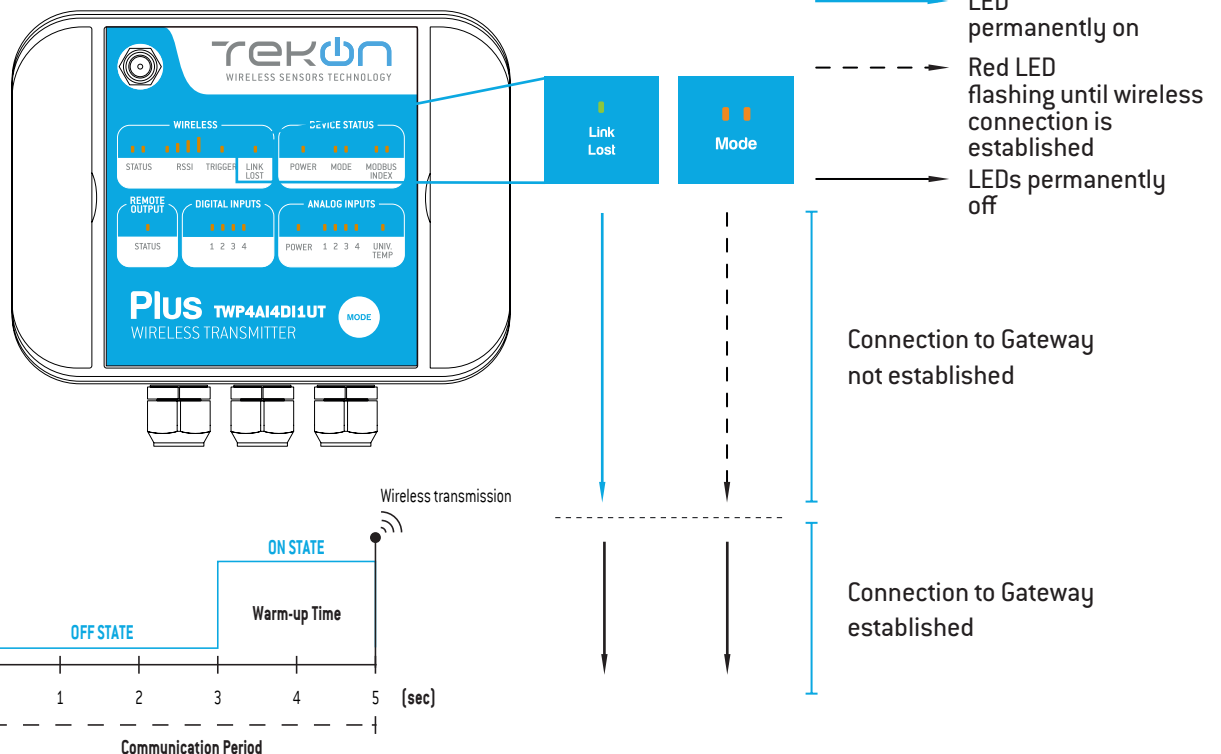 TEKON
WIRELESS SENSORS TECHNOLOGY
WIRELESS
DEVICE STATUS
STATUS RSSI TRIGGER LINK LOST
POWER MODE MODBUS INDEX
REMOTE OUTPUT
DIGITAL INPUTS
ANALOG INPUTS
STATUS
1 2 3 4
POWER 1 2 3 4 UNIV. TEMP
Plus TWP4AI4DI1UT
WIRELESS TRANSMITTER
MODE
Link
Lost
Mode
LED
permanently on
Red LED
flashing until wireless
connection is
established
LEDs permanently
off
Connection to Gateway
not established
Connection to Gateway
established
Wireless transmission
ON STATE
Warm-up Time
OFF STATE
1 2 3 4 5 (sec)
Communication Period